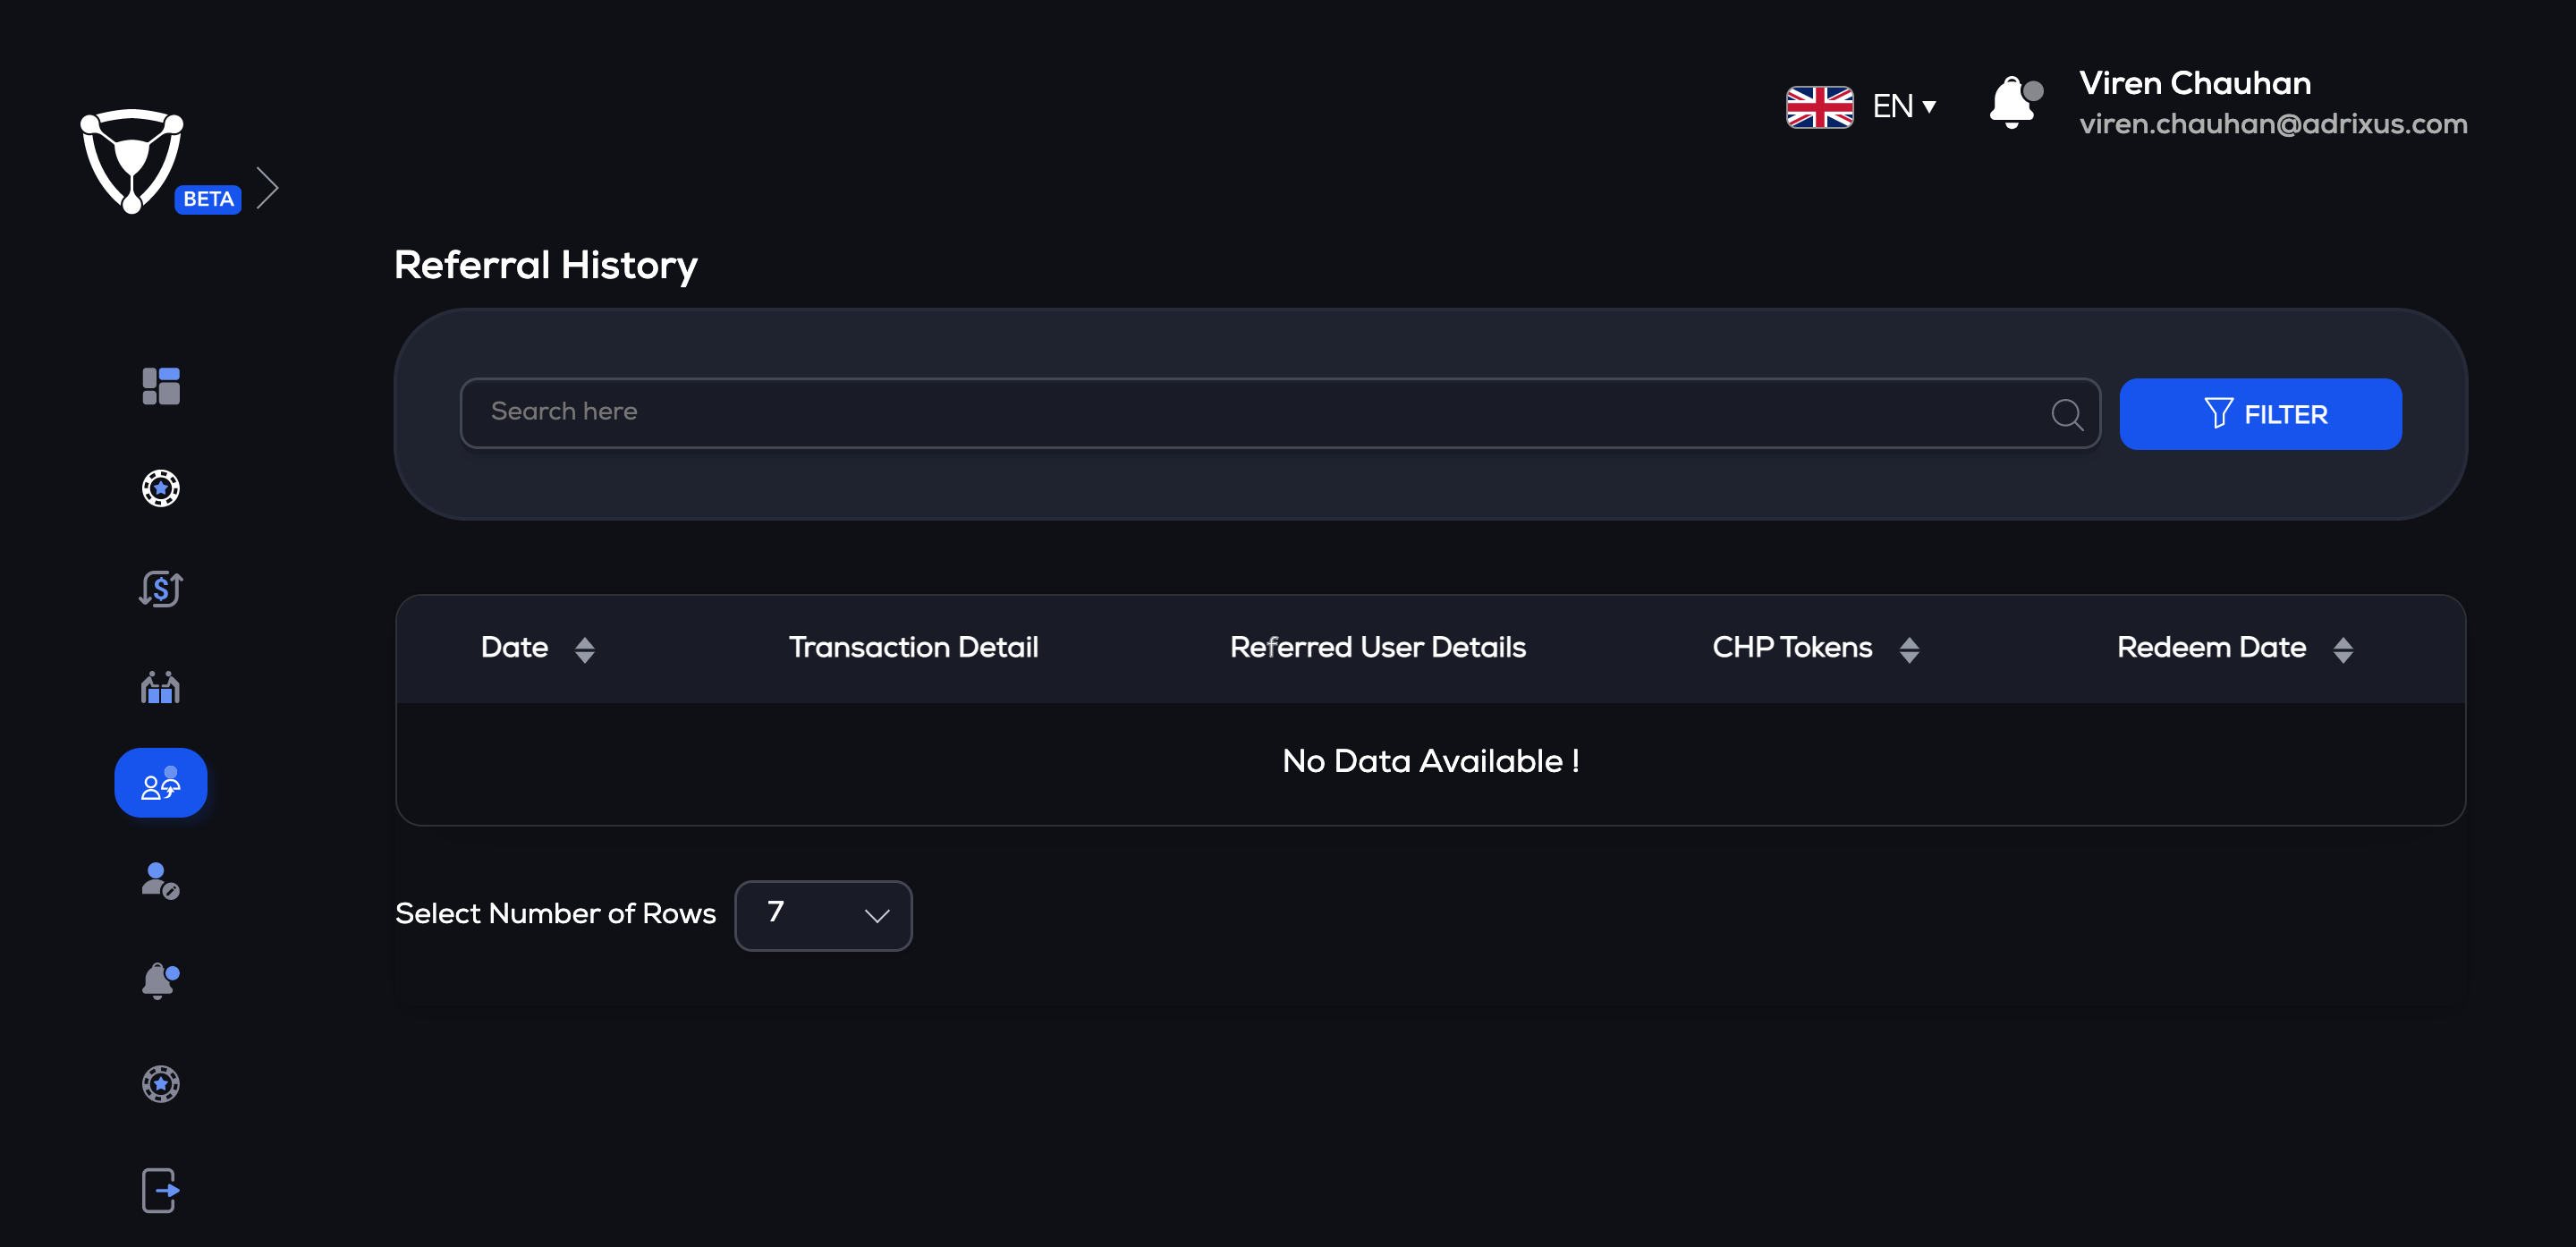 BETA
EN
Viren Chauhan
viren.chauhan@adrixus.com
Referral History
Search here
FILTER
Date
Transaction Detail
Referred User Details
CHP Tokens
Redeem Date
No Data Available !
Select Number of Rows
7